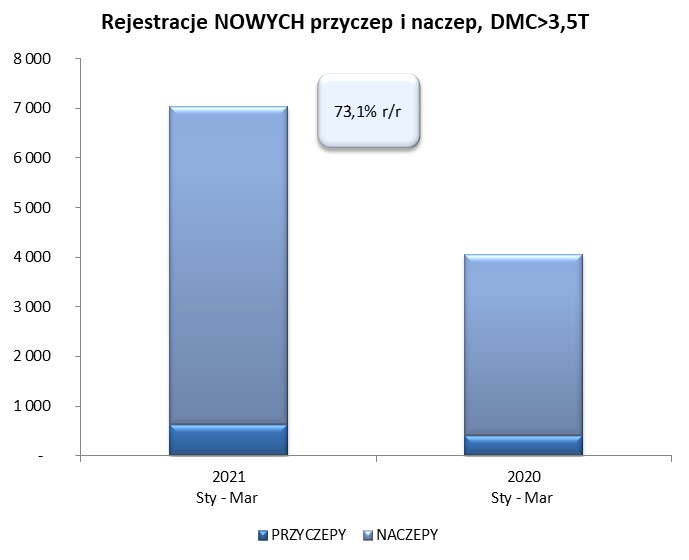 Rejestracje NOWYCH przyczep i naczep, DMC>3,5T
8 000
73,1% r/r
7 000
6 000
5 000
4 000
3 000
2 000
1 000
-
2021
2020
Sty - Mar
Sty - Mar
PRZYCZEPY
NACZEPY